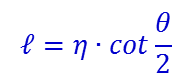 ℓ = η · cot θ/2